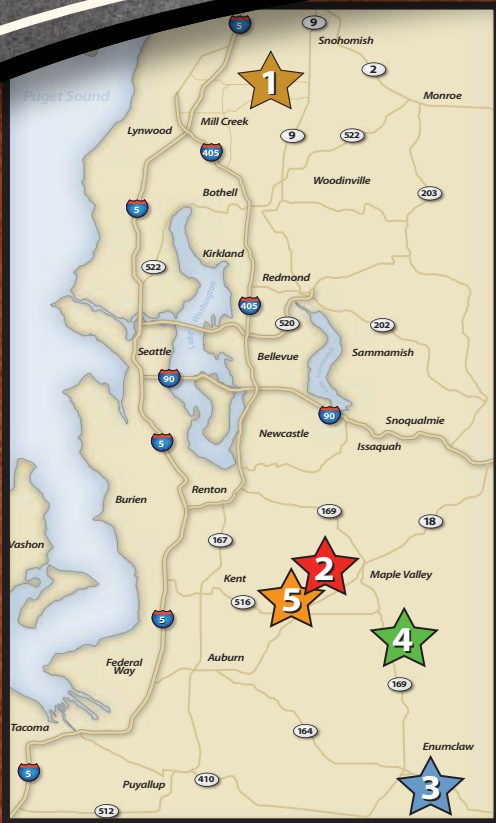 5
9
Snohomish
1
2
Puget Sound
Monroe
Mill Creek
Lynwood
9
522
405
Woodinville
Bothell
203
5
Kirkland
522
Redmond
Lake Washington
405
520
202
Seattle
Bellevue
Sammamish
90
90
Snoqualmie
Newcastle
5
Issaquah
Renton
Burien
169
18
167
Vashon
2
Maple Valley
Kent
5
516
5
4
Auburn
Federal
Way
169
Tacoma
164
Enumclaw
5
410
Puyallup
3
512